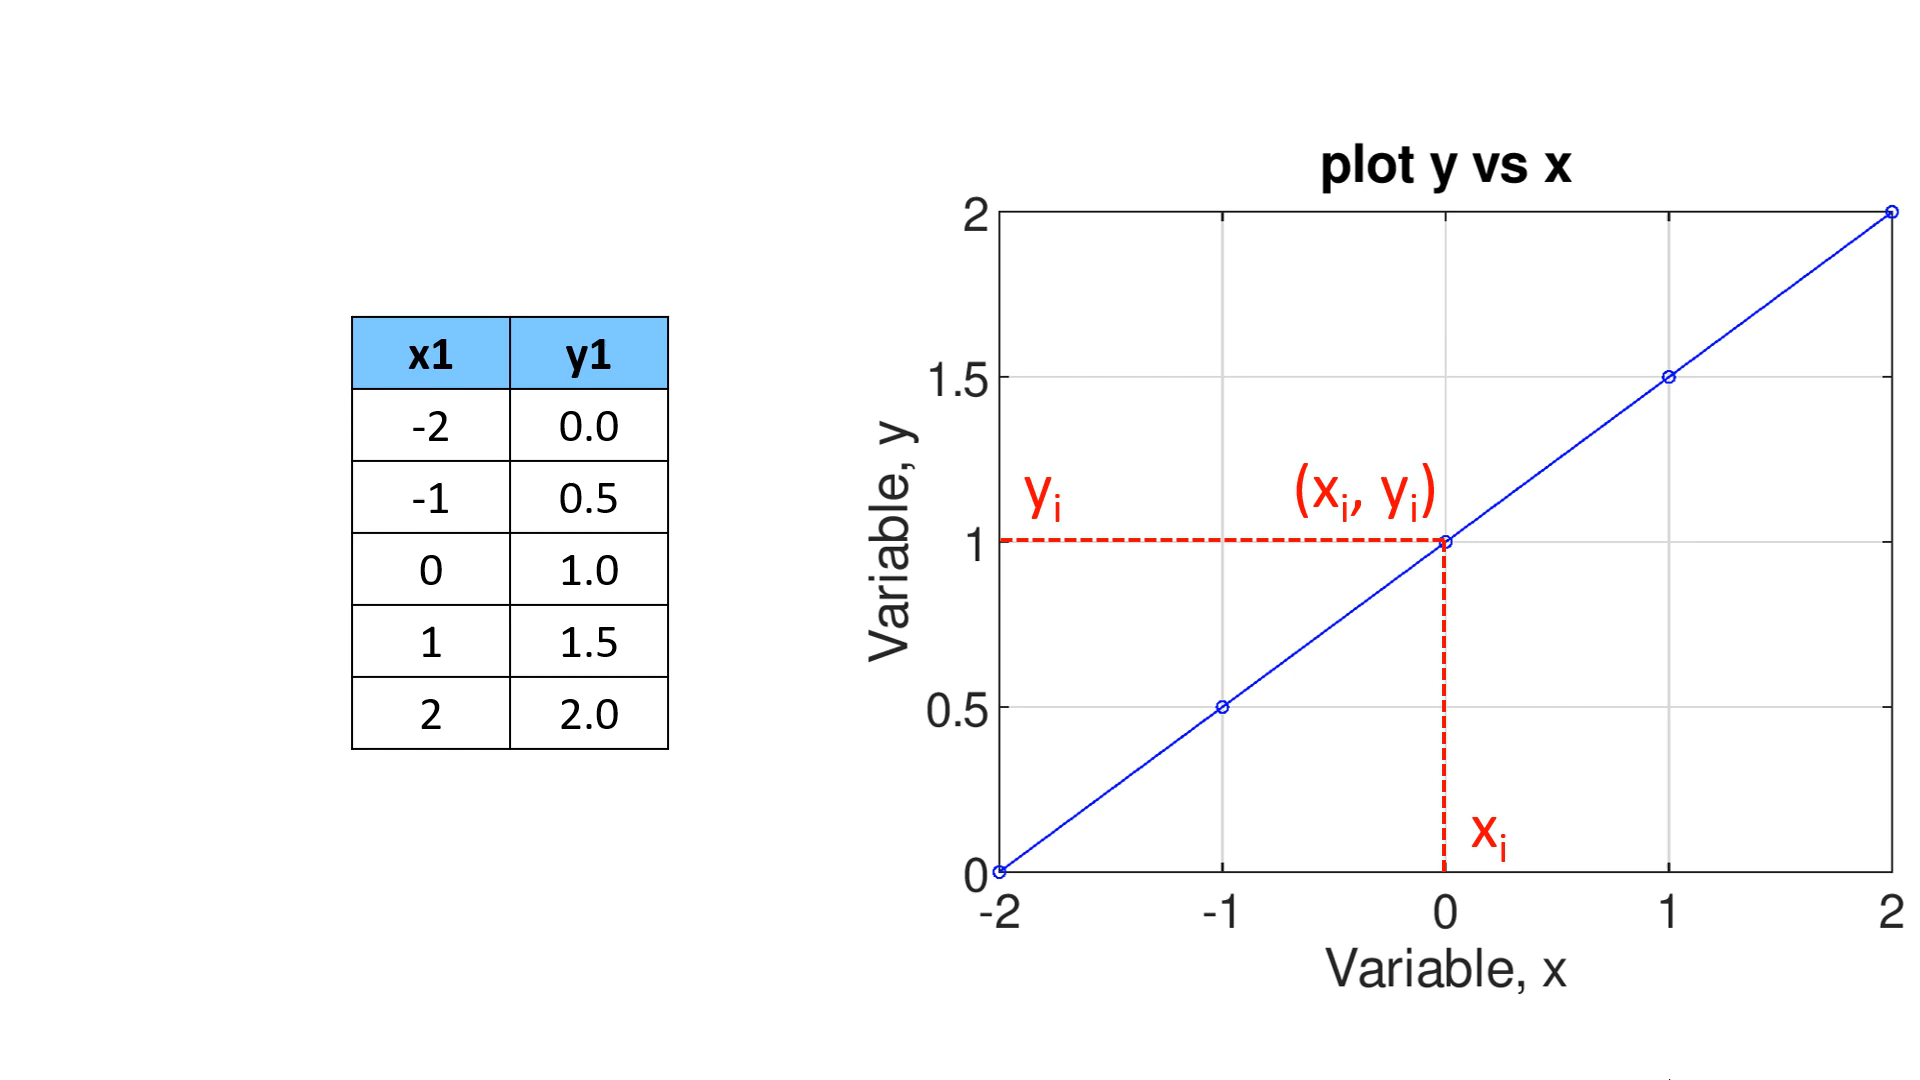 x1 y1
-2 0.0
-1 0.5
0 1.0
1 1.5
2 2.0
plot y vs x
2
1.5
1
0.5
0
Variable, y
yᵢ
(xᵢ, yᵢ)
xᵢ
-2 -1 0 1 2
Variable, x